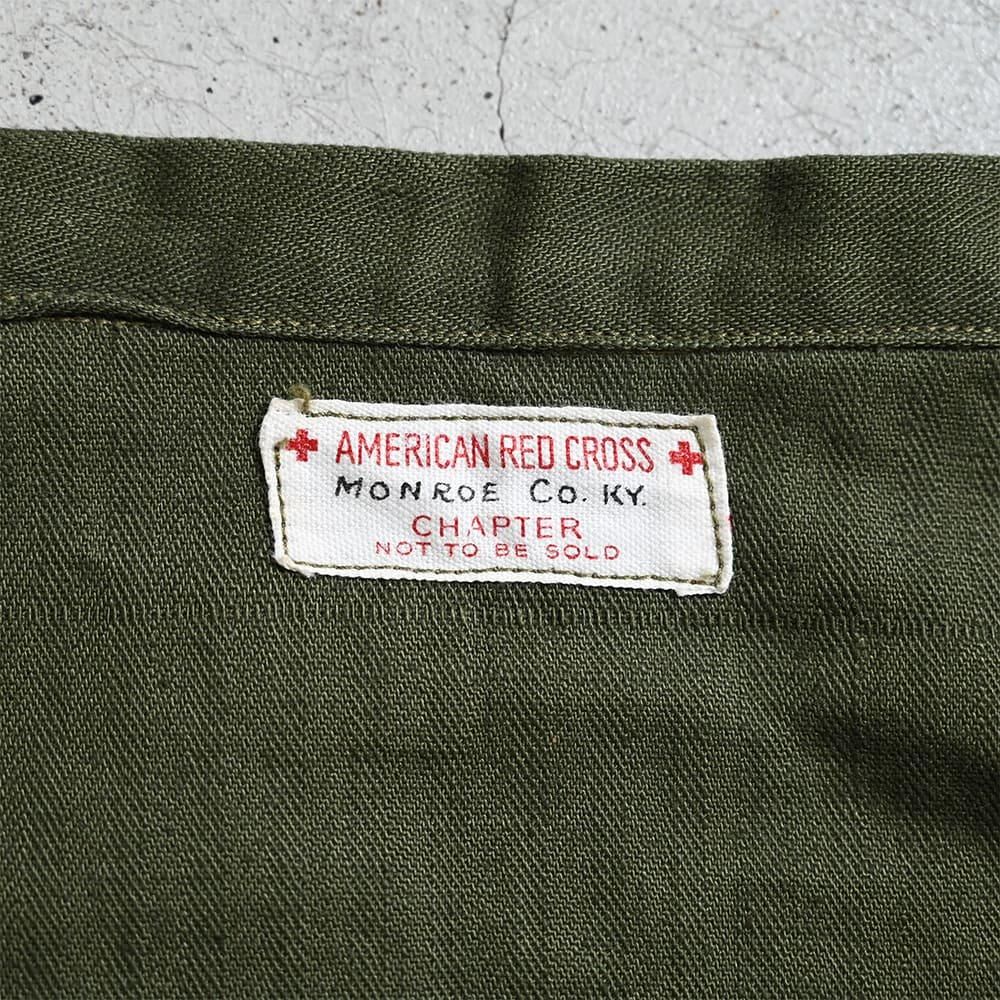 AMERICAN RED CROSS
MONROE CO. KY.
CHAPTER
NOT TO BE SOLD